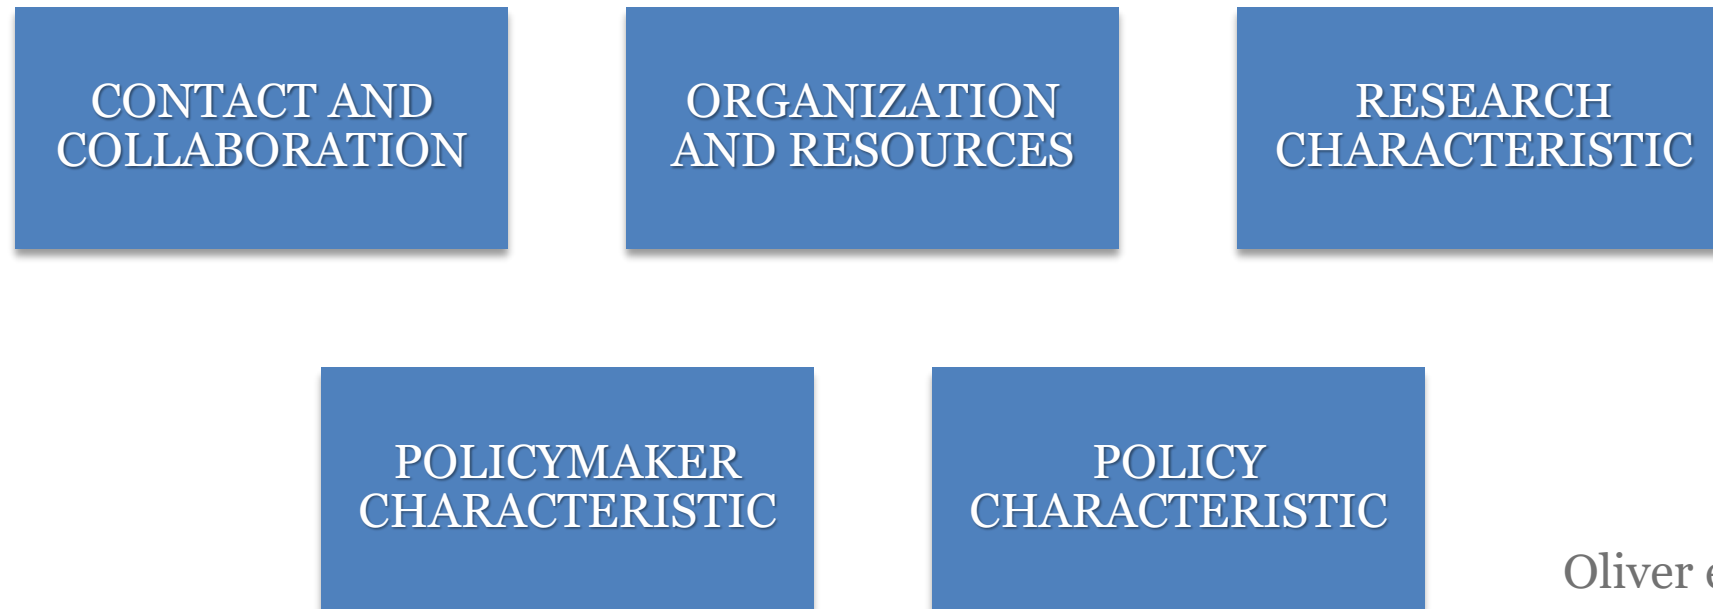 CONTACT AND
COLLABORATION
ORGANIZATION
AND RESOURCES
RESEARCH
CHARACTERISTIC
POLICYMAKER
CHARACTERISTIC
POLICY
CHARACTERISTIC
Oliver